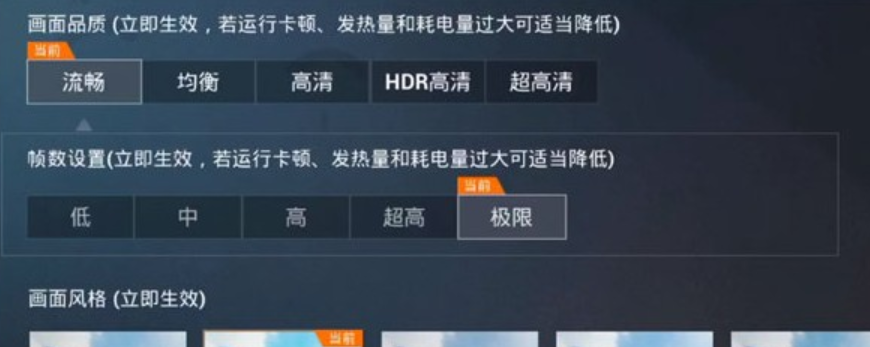 画面品质 (立即生效，若运行卡顿、发热量和耗电量过大可适当降低)
当前
流畅 均衡 高清 HDR高清 超高清
帧数设置(立即生效，若运行卡顿、发热量和耗电量过大可适当降低)
当前
低 中 高 超高 极限
画面风格 (立即生效)
当前